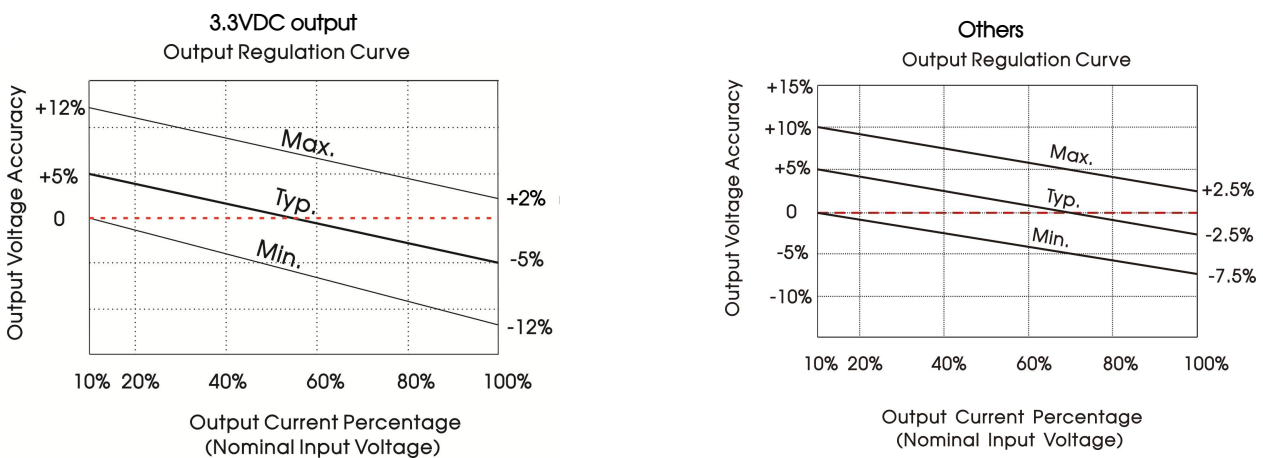 3.3VDC output
Output Regulation Curve
Output Voltage Accuracy
+12%
+5%
0
Max.
Typ.
Min.
+2%
-5%
-12%
10% 20% 40% 60% 80% 100%
Output Current Percentage
(Nominal Input Voltage)
Others
Output Regulation Curve
Output Voltage Accuracy
+15%
+10%
+5%
0
-5%
-10%
Max.
Typ.
Min.
+2.5%
-2.5%
-7.5%
10% 20% 40% 60% 80% 100%
Output Current Percentage
(Nominal Input Voltage)